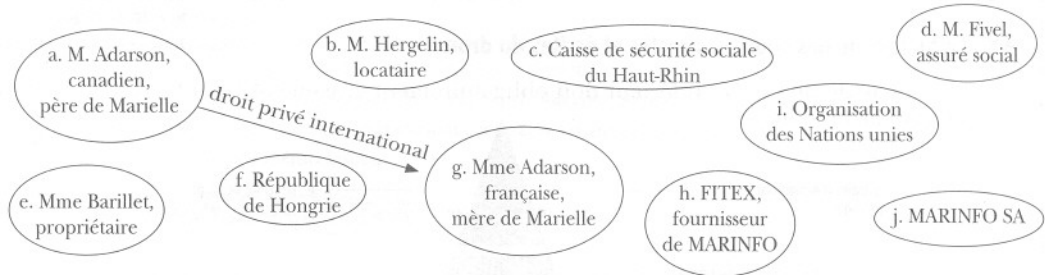 a. M. Adarson,
canadien,
père de Marielle
b. M. Hergelin,
locataire
c. Caisse de sécurité sociale
du Haut-Rhin
d. M. Fivel,
assuré social
droit privé international
i. Organisation
des Nations unies
e. Mme Barillet,
propriétaire
f. République
de Hongrie
g. Mme Adarson,
française,
mère de Marielle
h. FITEX,
fournisseur
de MARINFO
j. MARINFO SA